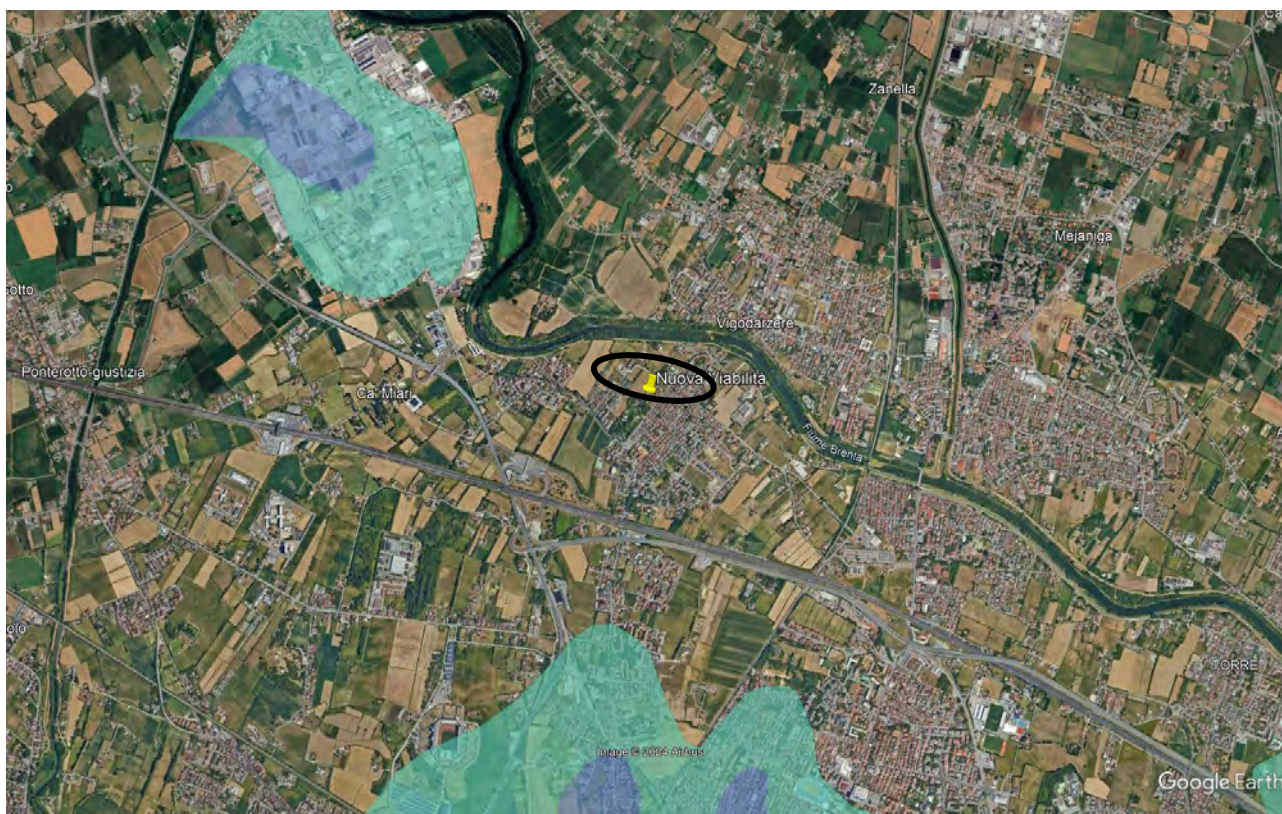 Zanella
Mejaniga
Vigodarzere
Ponterotto-giustizia
Nuova Viabilità
Ca' Miari
Fiume Brenta
TORRE
Image © 2024 Airbus
Google Earth